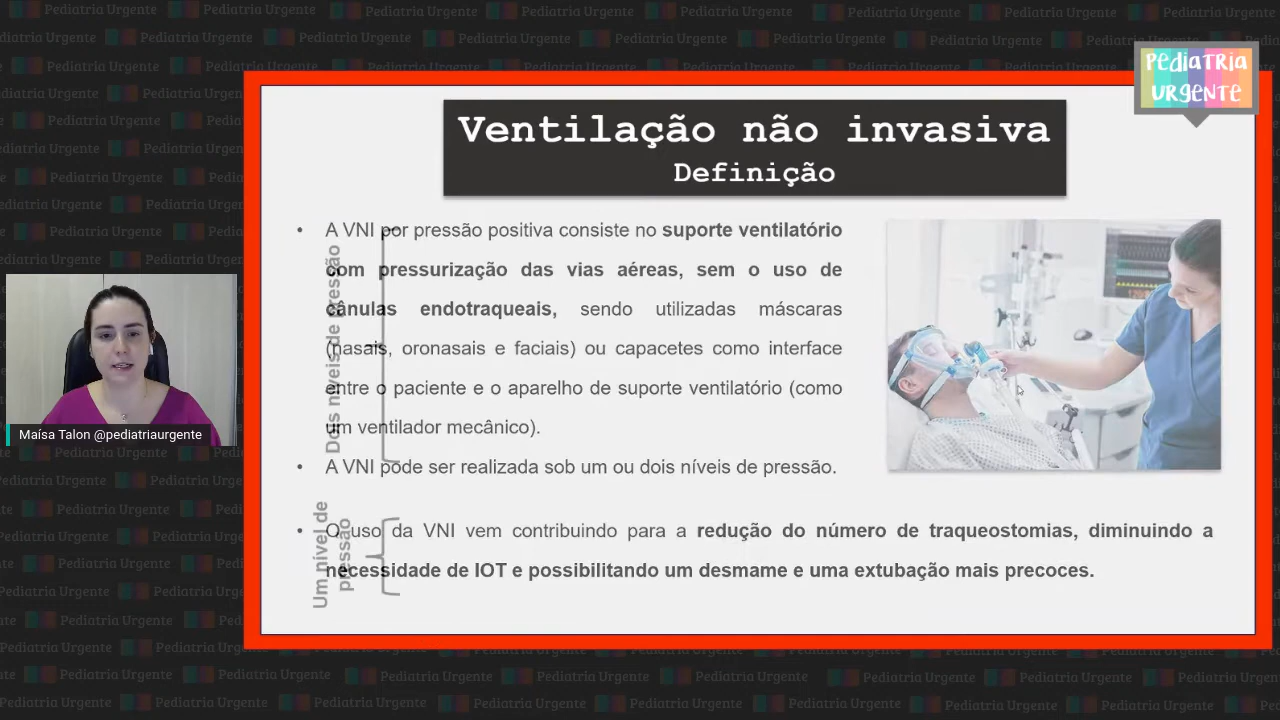 PEDIATRIA
URGENTE
Ventilação não invasiva
Definição
• A VNI por pressão positiva consiste no suporte ventilatório
com pressurização das vias aéreas, sem o uso de
cânulas endotraqueais, sendo utilizadas máscaras
(nasais, oronasais e faciais) ou capacetes como interface
entre o paciente e o aparelho de suporte ventilatório (como
um ventilador mecânico).
• A VNI pode ser realizada sob um ou dois níveis de pressão.
• O uso da VNI vem contribuindo para a redução do número de traqueostomias, diminuindo a
necessidade de IOT e possibilitando um desmame e uma extubação mais precoces.
Dois níveis de pressão
Um nível de
pressão
Maísa Talon @pediatriaurgente
Pediatria Urgente